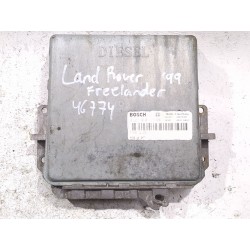 DIESEL
Land Rover '99
Freelander
46774
BOSCH